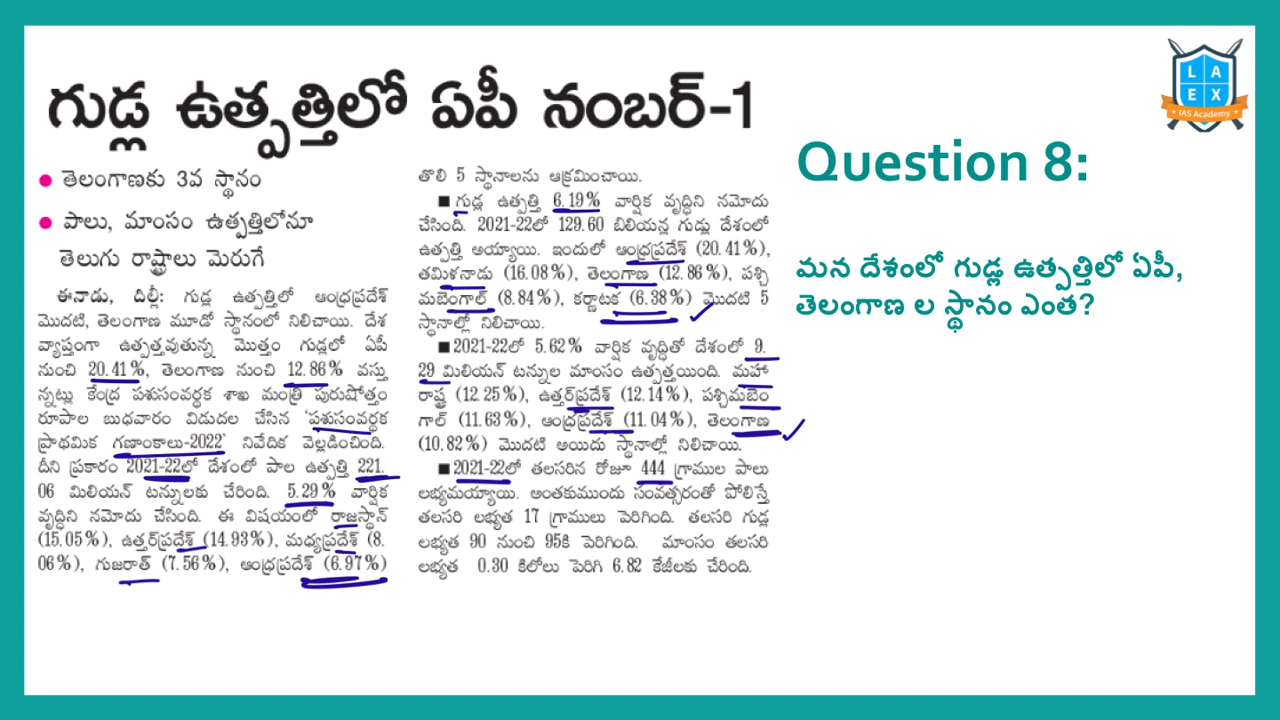 గుడ్ల ఉత్పత్తిలో ఏపీ నంబర్-1
తెలంగాణకు 3వ స్థానం
పాలు, మాంసం ఉత్పత్తిలోనూ
తెలుగు రాష్ట్రాలు మెరుగే
ఈనాడు, దిల్లీ: గుడ్ల ఉత్పత్తిలో ఆంధ్రప్రదేశ్
మొదటి, తెలంగాణ మూడో స్థానంలో నిలిచాయి. దేశ
వ్యాప్తంగా ఉత్పత్తవుతున్న మొత్తం గుడ్లలో ఏపీ
నుంచి 20.41%, తెలంగాణ నుంచి 12.86% వస్తు
న్నట్లు కేంద్ర పశుసంవర్ధక శాఖ మంత్రి పురుషోత్తం
రూపాల బుధవారం విడుదల చేసిన 'పశుసంవర్ధక
ప్రాథమిక గణాంకాలు-2022' నివేదిక వెల్లడించింది.
దీని ప్రకారం 2021-22లో దేశంలో పాల ఉత్పత్తి 221.
06 మిలియన్ టన్నులకు చేరింది. 5.29% వార్షిక
వృద్ధిని నమోదు చేసింది. ఈ విషయంలో రాజస్థాన్
(15.05%), ఉత్తర్‌ప్రదేశ్ (14.93%), మధ్యప్రదేశ్ (8.
06%), గుజరాత్ (7.56%), ఆంధ్రప్రదేశ్ (6.97%)
తొలి 5 స్థానాలను ఆక్రమించాయి.
■ గుడ్ల ఉత్పత్తి 6.19% వార్షిక వృద్ధిని నమోదు
చేసింది. 2021-22లో 129.60 బిలియన్ల గుడ్లు దేశంలో
ఉత్పత్తి అయ్యాయి. ఇందులో ఆంధ్రప్రదేశ్ (20.41%),
తమిళనాడు (16.08%), తెలంగాణ (12.86%), పశ్చి
మబెంగాల్ (8.84%), కర్ణాటక (6.38%) మొదటి 5
స్థానాల్లో నిలిచాయి.
■ 2021-22లో 5.62% వార్షిక వృద్ధితో దేశంలో 9.
29 మిలియన్ టన్నుల మాంసం ఉత్పత్తయింది. మహా
రాష్ట్ర (12.25%), ఉత్తర్‌ప్రదేశ్ (12.14%), పశ్చిమబెం
గాల్ (11.63%), ఆంధ్రప్రదేశ్ (11.04%), తెలంగాణ
(10.82%) మొదటి అయిదు స్థానాల్లో నిలిచాయి.
■ 2021-22లో తలసరిన రోజూ 444 గ్రాముల పాలు
లభ్యమయ్యాయి. అంతకుముందు సంవత్సరంతో పోలిస్తే
తలసరి లభ్యత 17 గ్రాములు పెరిగింది. తలసరి గుడ్ల
లభ్యత 90 నుంచి 95కి పెరిగింది. మాంసం తలసరి
లభ్యత 0.30 కిలోలు పెరిగి 6.82 కేజీలకు చేరింది.
L A
E X
IAS Academy
Question 8:
మన దేశంలో గుడ్ల ఉత్పత్తిలో ఏపీ,
తెలంగాణ ల స్థానం ఎంత?